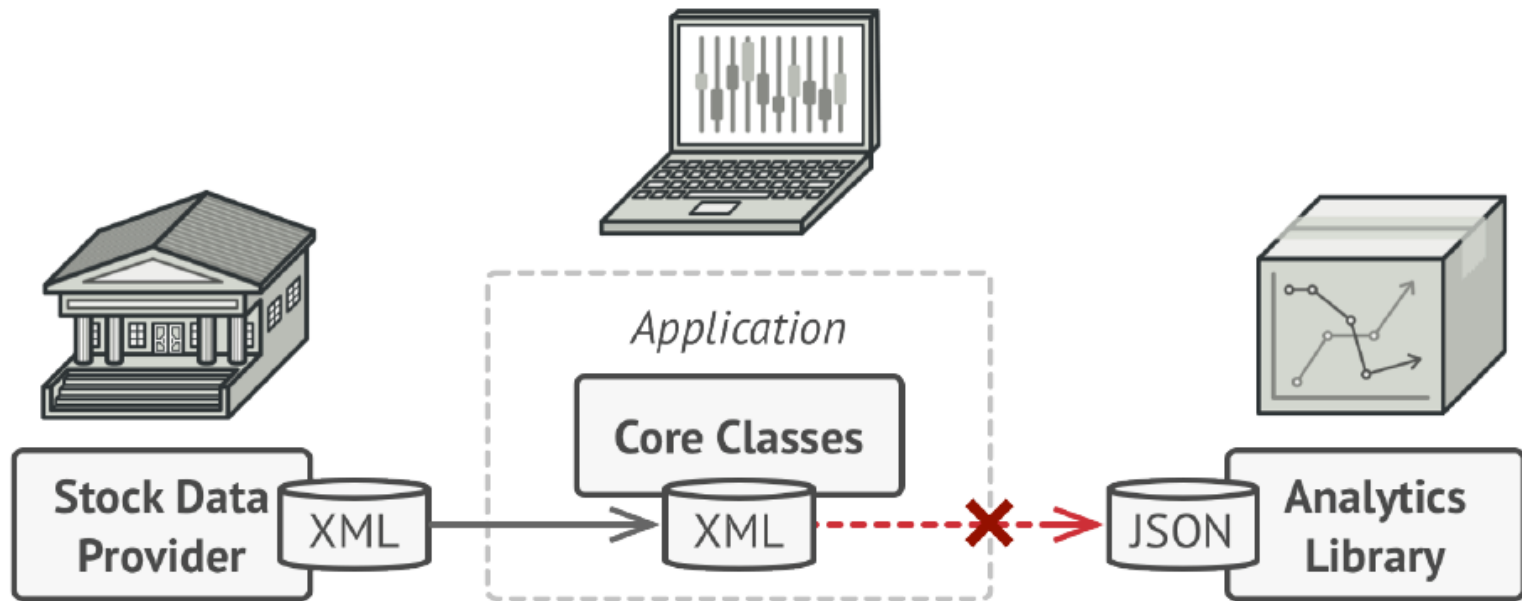 Application
Core Classes
Stock Data
Provider
XML
XML
JSON
Analytics
Library